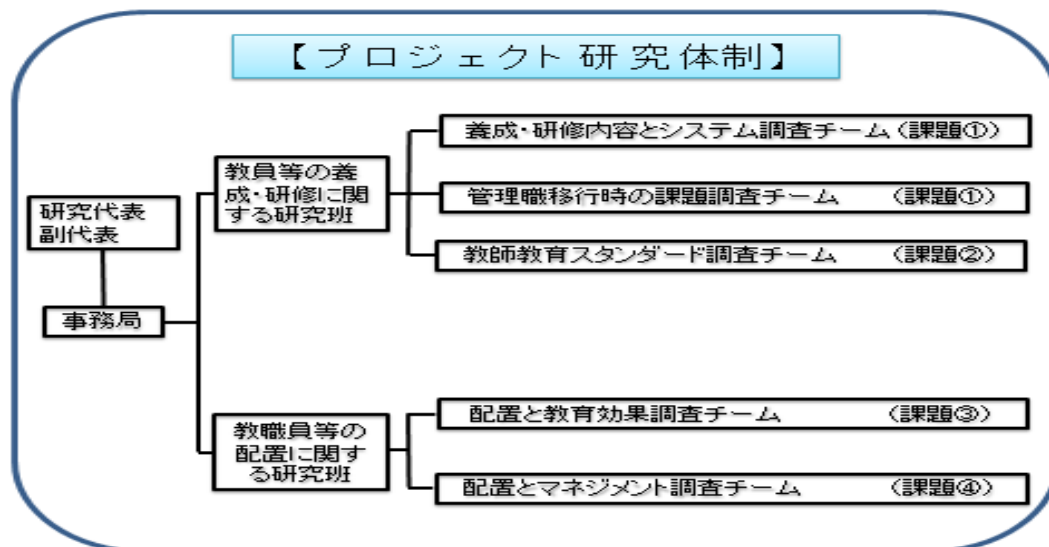 【プロジェクト研究体制】
研究代表
副代表
事務局
教員等の養
成・研修に関
する研究班
養成・研修内容とシステム調査チーム（課題①）
管理職移行時の課題調査チーム（課題①）
教師教育スタンダード調査チーム（課題②）
教職員等の
配置に関す
る研究班
配置と教育効果調査チーム（課題③）
配置とマネジメント調査チーム（課題④）